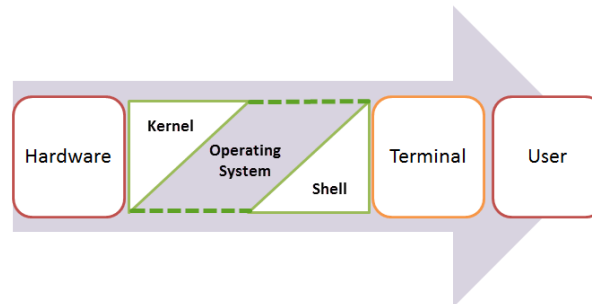 Hardware
Kernel
Operating
System
Shell
Terminal
User